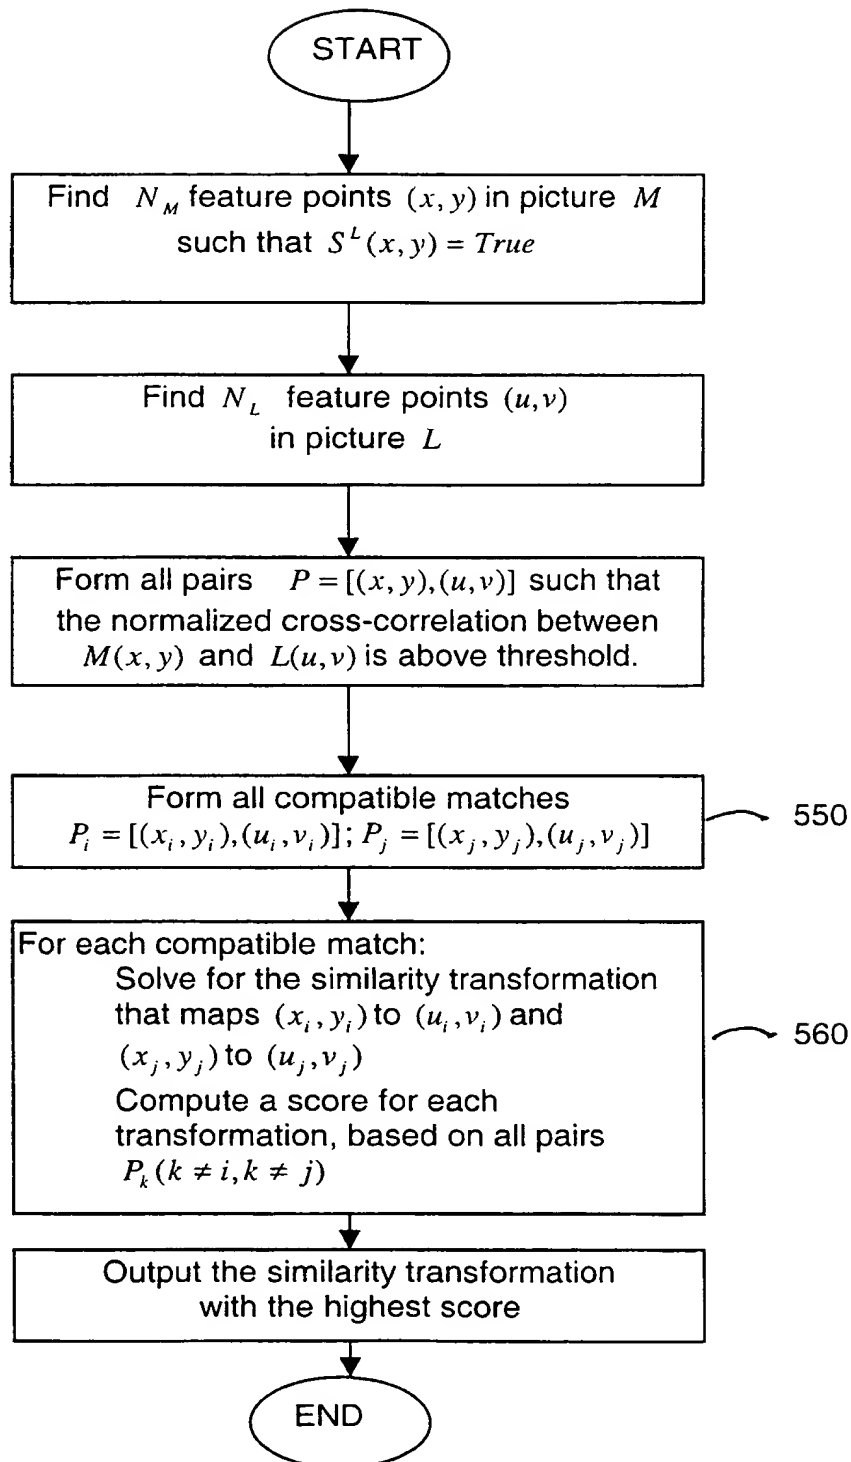 START
Find N_M feature points (x, y) in picture M
such that S^L(x, y) = True
Find N_L feature points (u,v)
in picture L
Form all pairs P = [(x, y),(u,v)] such that
the normalized cross-correlation between
M(x, y) and L(u,v) is above threshold.
Form all compatible matches
P_i = [(x_i, y_i),(u_i,v_i)]; P_j = [(x_j, y_j),(u_j,v_j)]
550
For each compatible match:
Solve for the similarity transformation
that maps (x_i, y_i) to (u_i,v_i) and
(x_j, y_j) to (u_j,v_j)
560
Compute a score for each
transformation, based on all pairs
P_k(k ≠ i,k ≠ j)
Output the similarity transformation
with the highest score
END